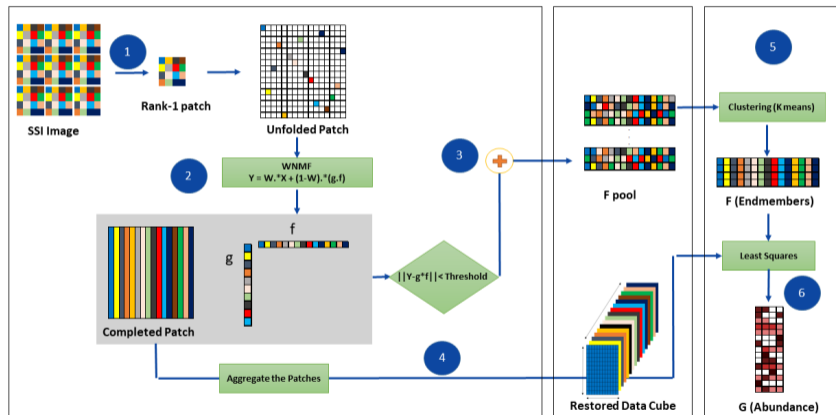 1
SSI Image
Rank-1 patch
Unfolded Patch
2
WNMF
Y = W.*X + (1-W).*(g.f)
f
g
Completed Patch
||Y-g*f||< Threshold
3
4
Aggregate the Patches
F pool
Restored Data Cube
5
Clustering (K means)
F (Endmembers)
Least Squares
6
G (Abundance)